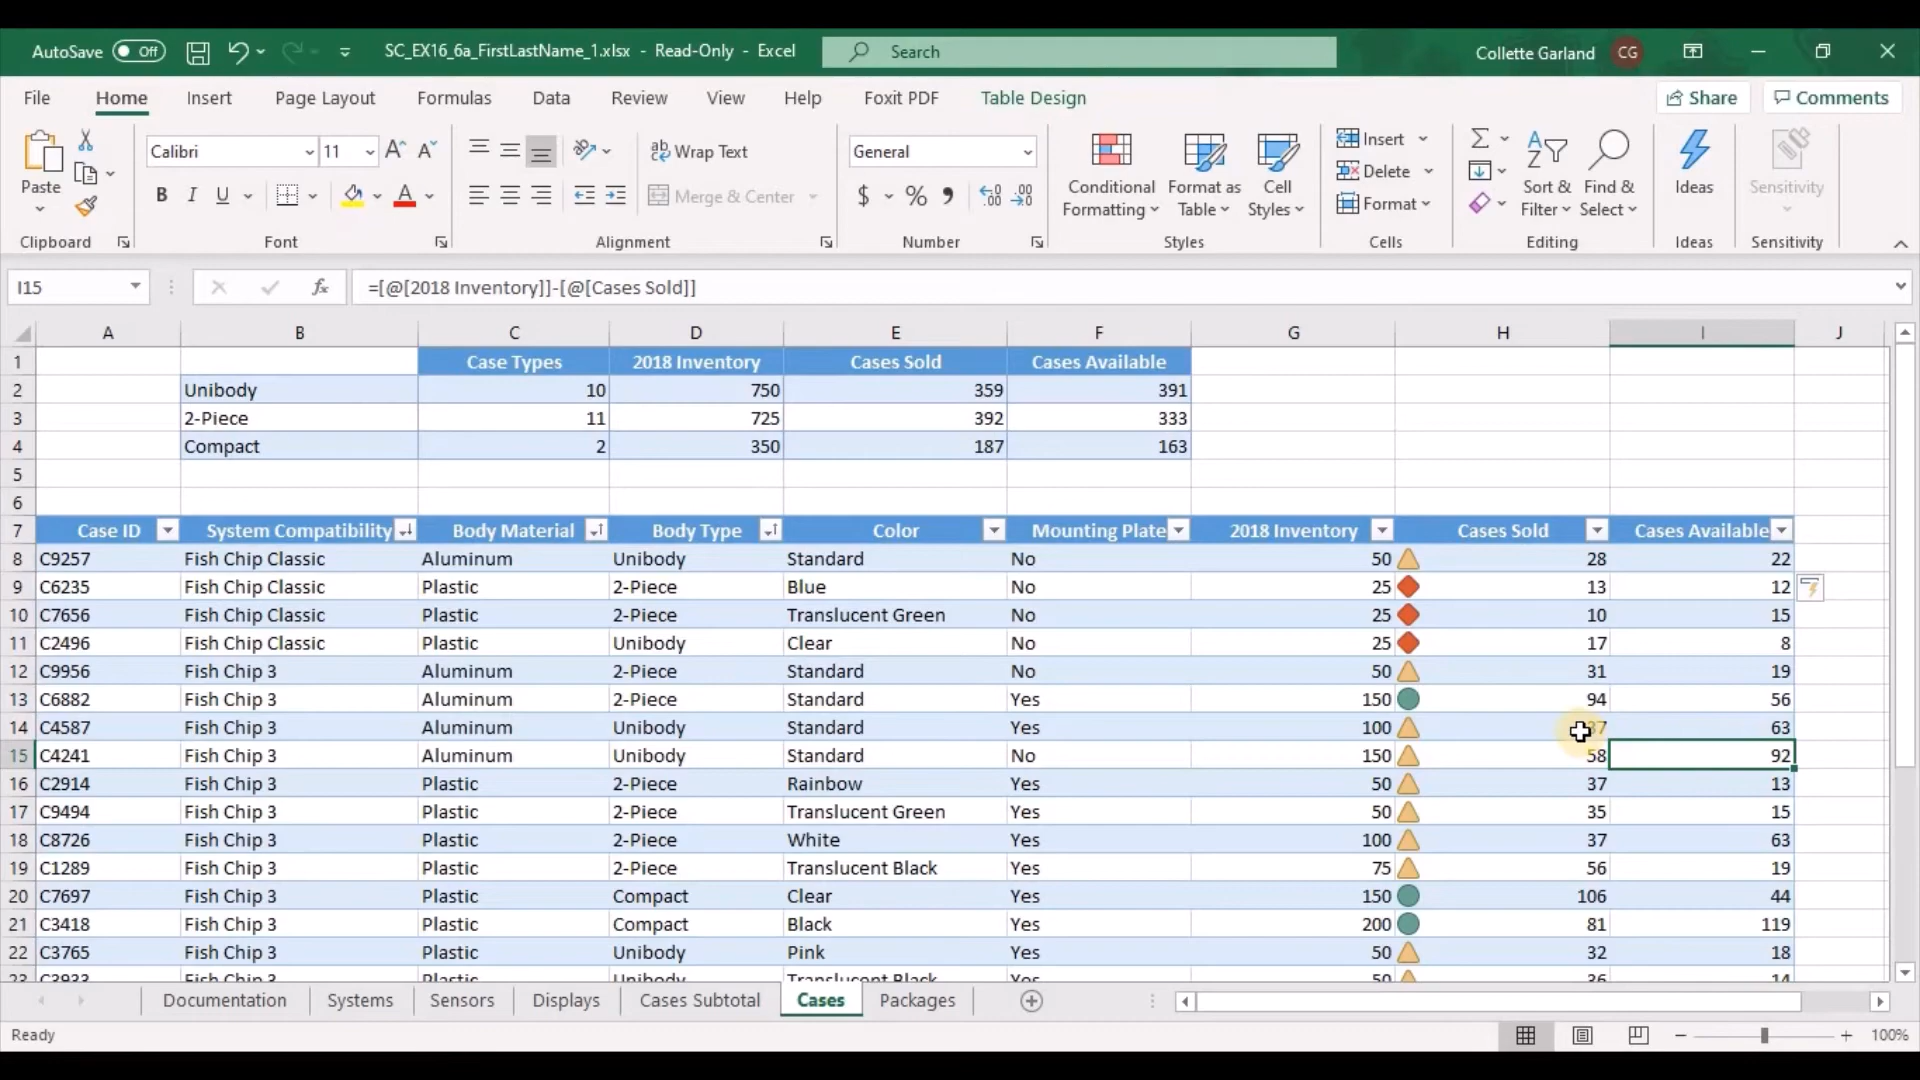 AutoSave Off SC_EX16_6a_FirstLastName_1.xlsx - Read-Only - Excel Search Collette Garland CG
File Home Insert Page Layout Formulas Data Review View Help Foxit PDF Table Design Share Comments
Paste Calibri 11 Wrap Text General Conditional Formatting Format as Table Cell Styles Insert Sort & Filter Find & Select Ideas Sensitivity
B I U Merge & Center $ % Delete
Format
Clipboard Font Alignment Number Styles Cells Editing Ideas Sensitivity
I15 fx =[@[2018 Inventory]]-[@[Cases Sold]]
A B C D E F G H I J
1 Case Types 2018 Inventory Cases Sold Cases Available
2 Unibody 10 750 359 391
3 2-Piece 11 725 392 333
4 Compact 2 350 187 163
5
6
7 Case ID System Compatibility Body Material Body Type Color Mounting Plate 2018 Inventory Cases Sold Cases Available
8 C9257 Fish Chip Classic Aluminum Unibody Standard No 50 28 22
9 C6235 Fish Chip Classic Plastic 2-Piece Blue No 25 13 12
10 C7656 Fish Chip Classic Plastic 2-Piece Translucent Green No 25 10 15
11 C2496 Fish Chip Classic Plastic Unibody Clear No 25 17 8
12 C9956 Fish Chip 3 Aluminum 2-Piece Standard No 50 31 19
13 C6882 Fish Chip 3 Aluminum 2-Piece Standard Yes 150 94 56
14 C4587 Fish Chip 3 Aluminum Unibody Standard Yes 100 37 63
15 C4241 Fish Chip 3 Aluminum Unibody Standard No 150 58 92
16 C2914 Fish Chip 3 Plastic 2-Piece Rainbow Yes 50 37 13
17 C9494 Fish Chip 3 Plastic 2-Piece Translucent Green Yes 50 35 15
18 C8726 Fish Chip 3 Plastic 2-Piece White Yes 100 37 63
19 C1289 Fish Chip 3 Plastic 2-Piece Translucent Black Yes 75 56 19
20 C7697 Fish Chip 3 Plastic Compact Clear Yes 150 106 44
21 C3418 Fish Chip 3 Plastic Compact Black Yes 200 81 119
22 C3765 Fish Chip 3 Plastic Unibody Pink Yes 50 32 18
23 C3933 Fish Chip 3 Plastic Unibody Translucent Black Yes 50 36 14
Documentation Systems Sensors Displays Cases Subtotal Cases Packages
Ready 100%